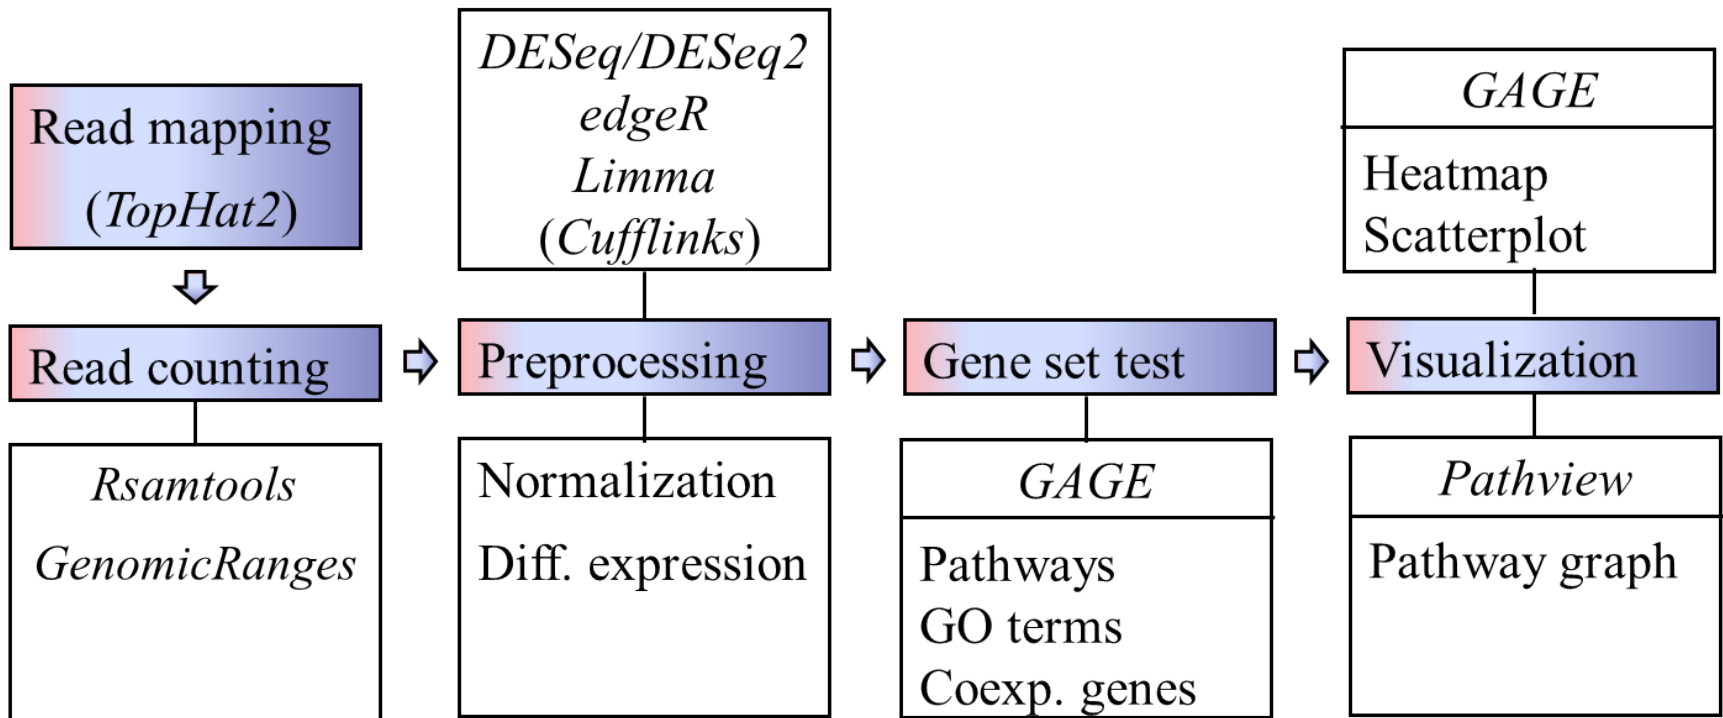 Read mapping
(TopHat2)
Read counting
Rsamtools
GenomicRanges
DESeq/DESeq2
edgeR
Limma
(Cufflinks)
Preprocessing
Normalization
Diff. expression
Gene set test
GAGE
Pathways
GO terms
Coexp. genes
GAGE
Heatmap
Scatterplot
Visualization
Pathview
Pathway graph